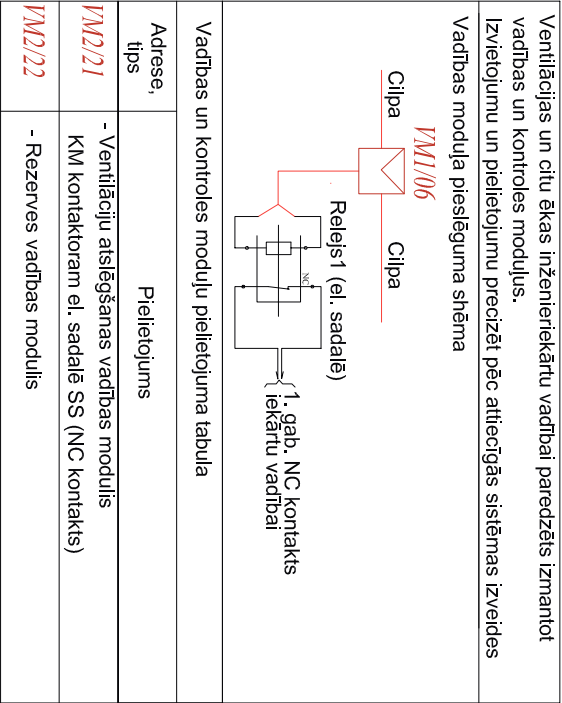 Ventilācijas un citu ēkas inženieriekārtu vadībai paredzēts izmantot
vadības un kontroles moduļus.
Izvietojumu un pielietojumu precizēt pēc attiecīgās sistēmas izveides
Vadības moduļa pieslēguma shēma
VM1/06
Cilpa
Cilpa
Relejs1 (el. sadalē)
NC
1. gab. NC kontakts
iekārtu vadībai
Vadības un kontroles moduļu pielietojuma tabula
Adrese,
tips
Pielietojums
VM2/21
- Ventilāciju atslēgšanas vadības modulis
KM kontaktoram el. sadalē SS (NC kontakts)
VM2/22
- Rezerves vadības modulis